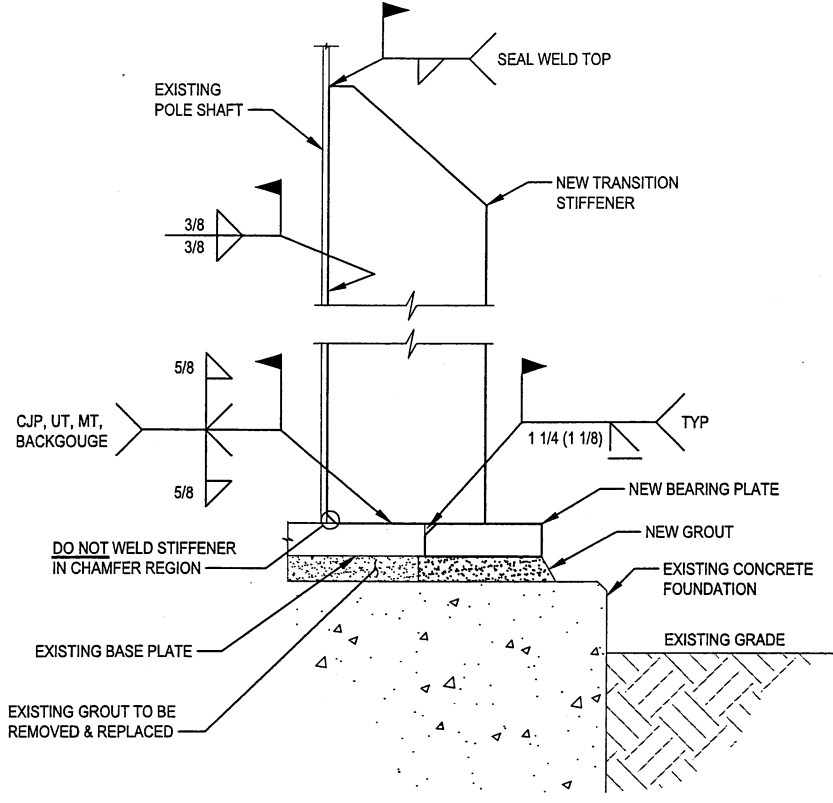 SEAL WELD TOP
EXISTING
POLE SHAFT
NEW TRANSITION
STIFFENER
3/8
3/8
5/8
CJP, UT, MT,
BACKGOUGE
5/8
1 1/4 (1 1/8)
TYP
NEW BEARING PLATE
NEW GROUT
DO NOT WELD STIFFENER
IN CHAMFER REGION
EXISTING CONCRETE
FOUNDATION
EXISTING GRADE
EXISTING BASE PLATE
EXISTING GROUT TO BE
REMOVED & REPLACED